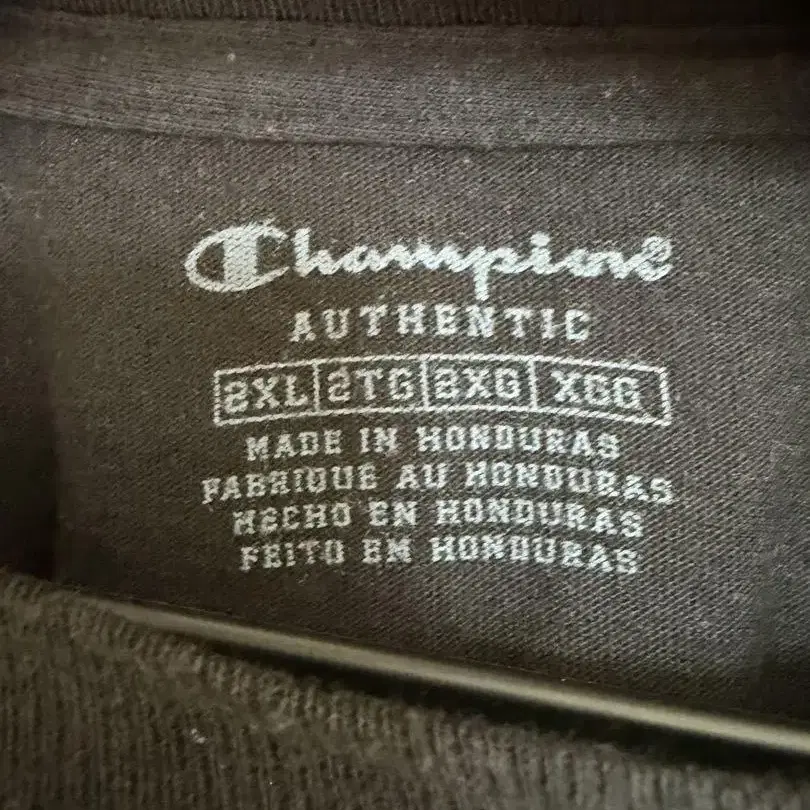 Champion
AUTHENTIC
2XL 2TG 2XG XGG
MADE IN HONDURAS
FABRIQUE AU HONDURAS
HECHO EN HONDURAS
FEITO EM HONDURAS